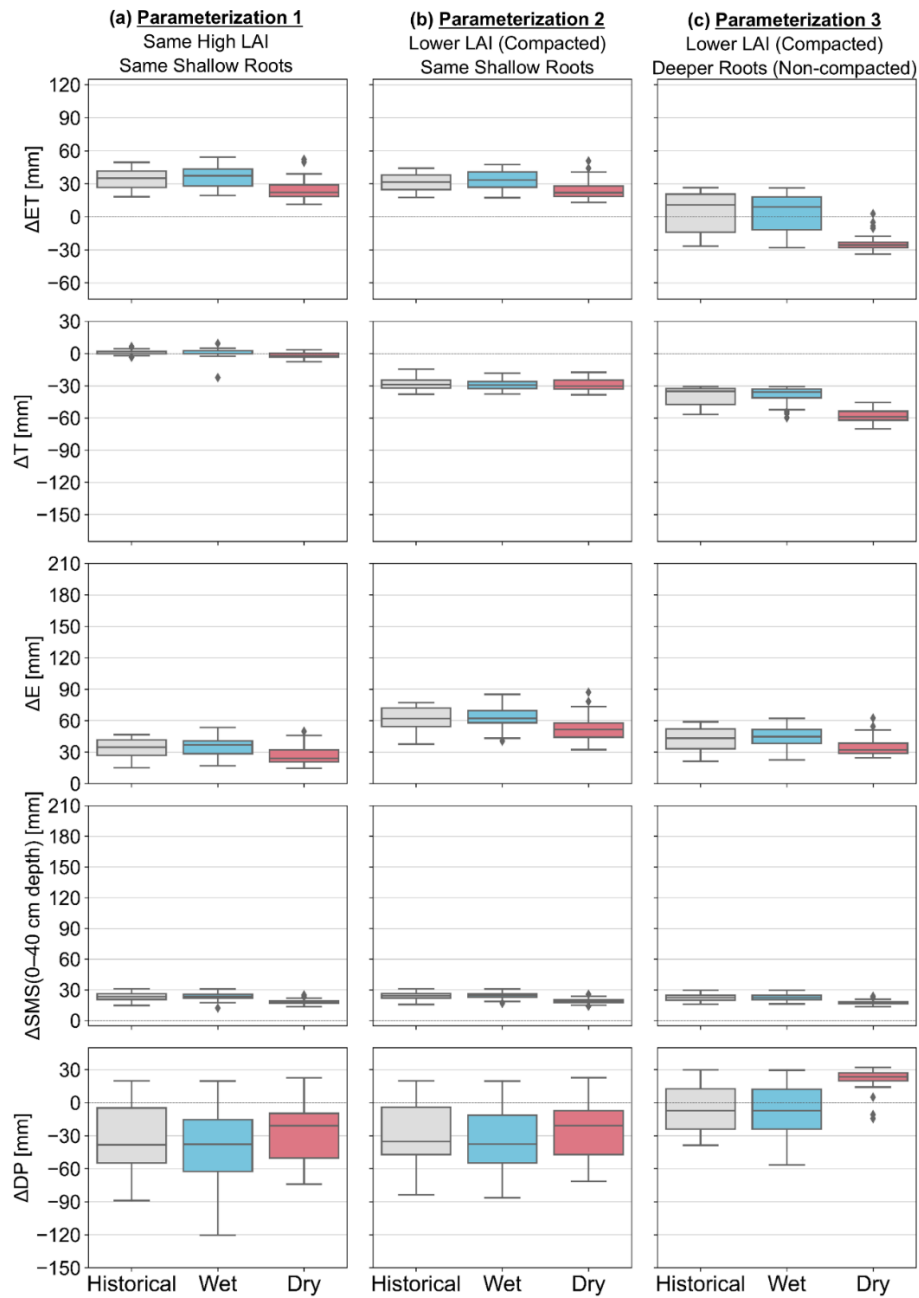 (a) Parameterization 1
Same High LAI
Same Shallow Roots
(b) Parameterization 2
Lower LAI (Compacted)
Same Shallow Roots
(c) Parameterization 3
Lower LAI (Compacted)
Deeper Roots (Non-compacted)
ΔET [mm]
120
90
60
30
0
−30
−60
ΔT [mm]
30
0
−30
−60
−90
−120
−150
ΔE [mm]
210
180
150
120
90
60
30
0
ΔSMS(0–40 cm depth) [mm]
210
180
150
120
90
60
30
0
ΔDP [mm]
30
0
−30
−60
−90
−120
−150
Historical Wet Dry
Historical Wet Dry
Historical Wet Dry